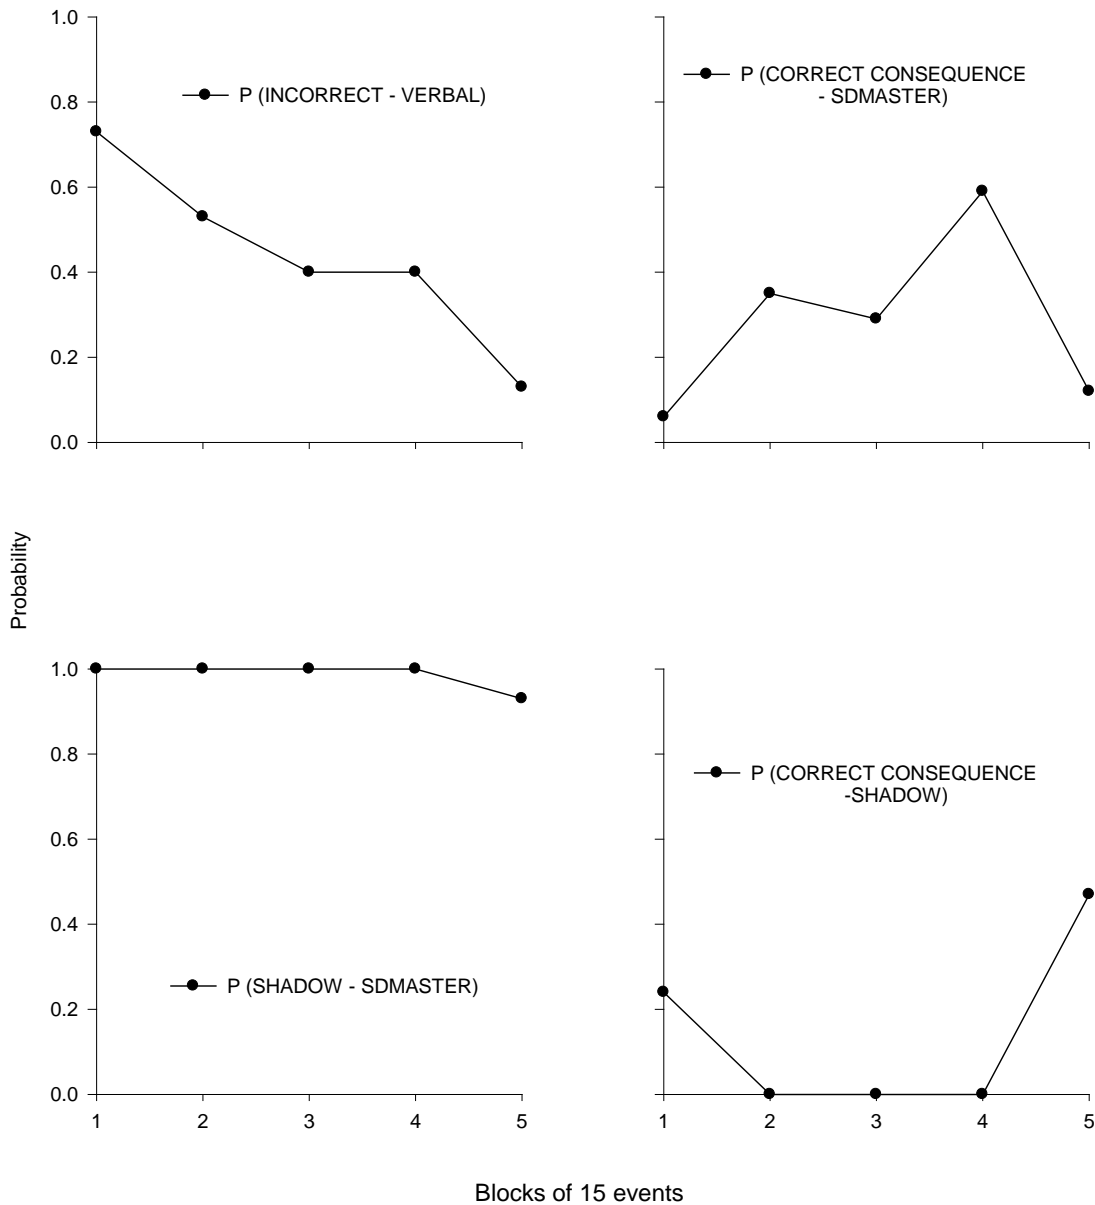 1.0
0.8
0.6
0.4
0.2
0.0
P (INCORRECT - VERBAL)
P (CORRECT CONSEQUENCE
- SDMASTER)
Probability
1.0
0.8
0.6
0.4
0.2
0.0
P (SHADOW - SDMASTER)
1 2 3 4 5
P (CORRECT CONSEQUENCE
-SHADOW)
1 2 3 4 5
Blocks of 15 events